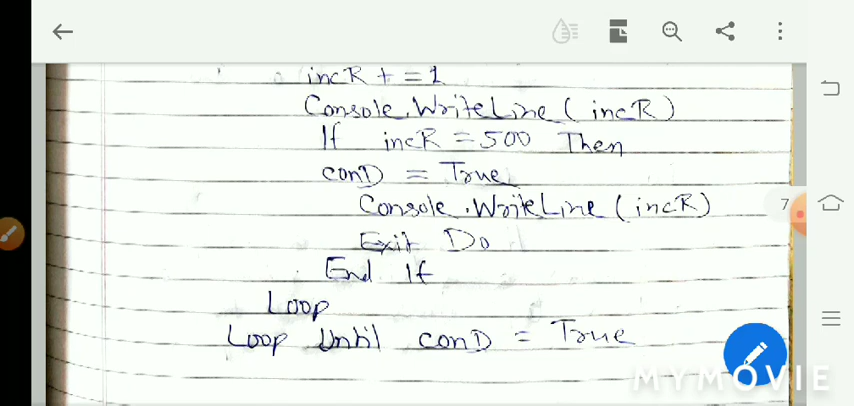 incR + = 1
Console.WriteLine (incR)
If incR = 500 Then
conD = True
Console.WriteLine (incR)
Exit Do
End If
Loop
Loop Until conD = True
7
MYMOVIE